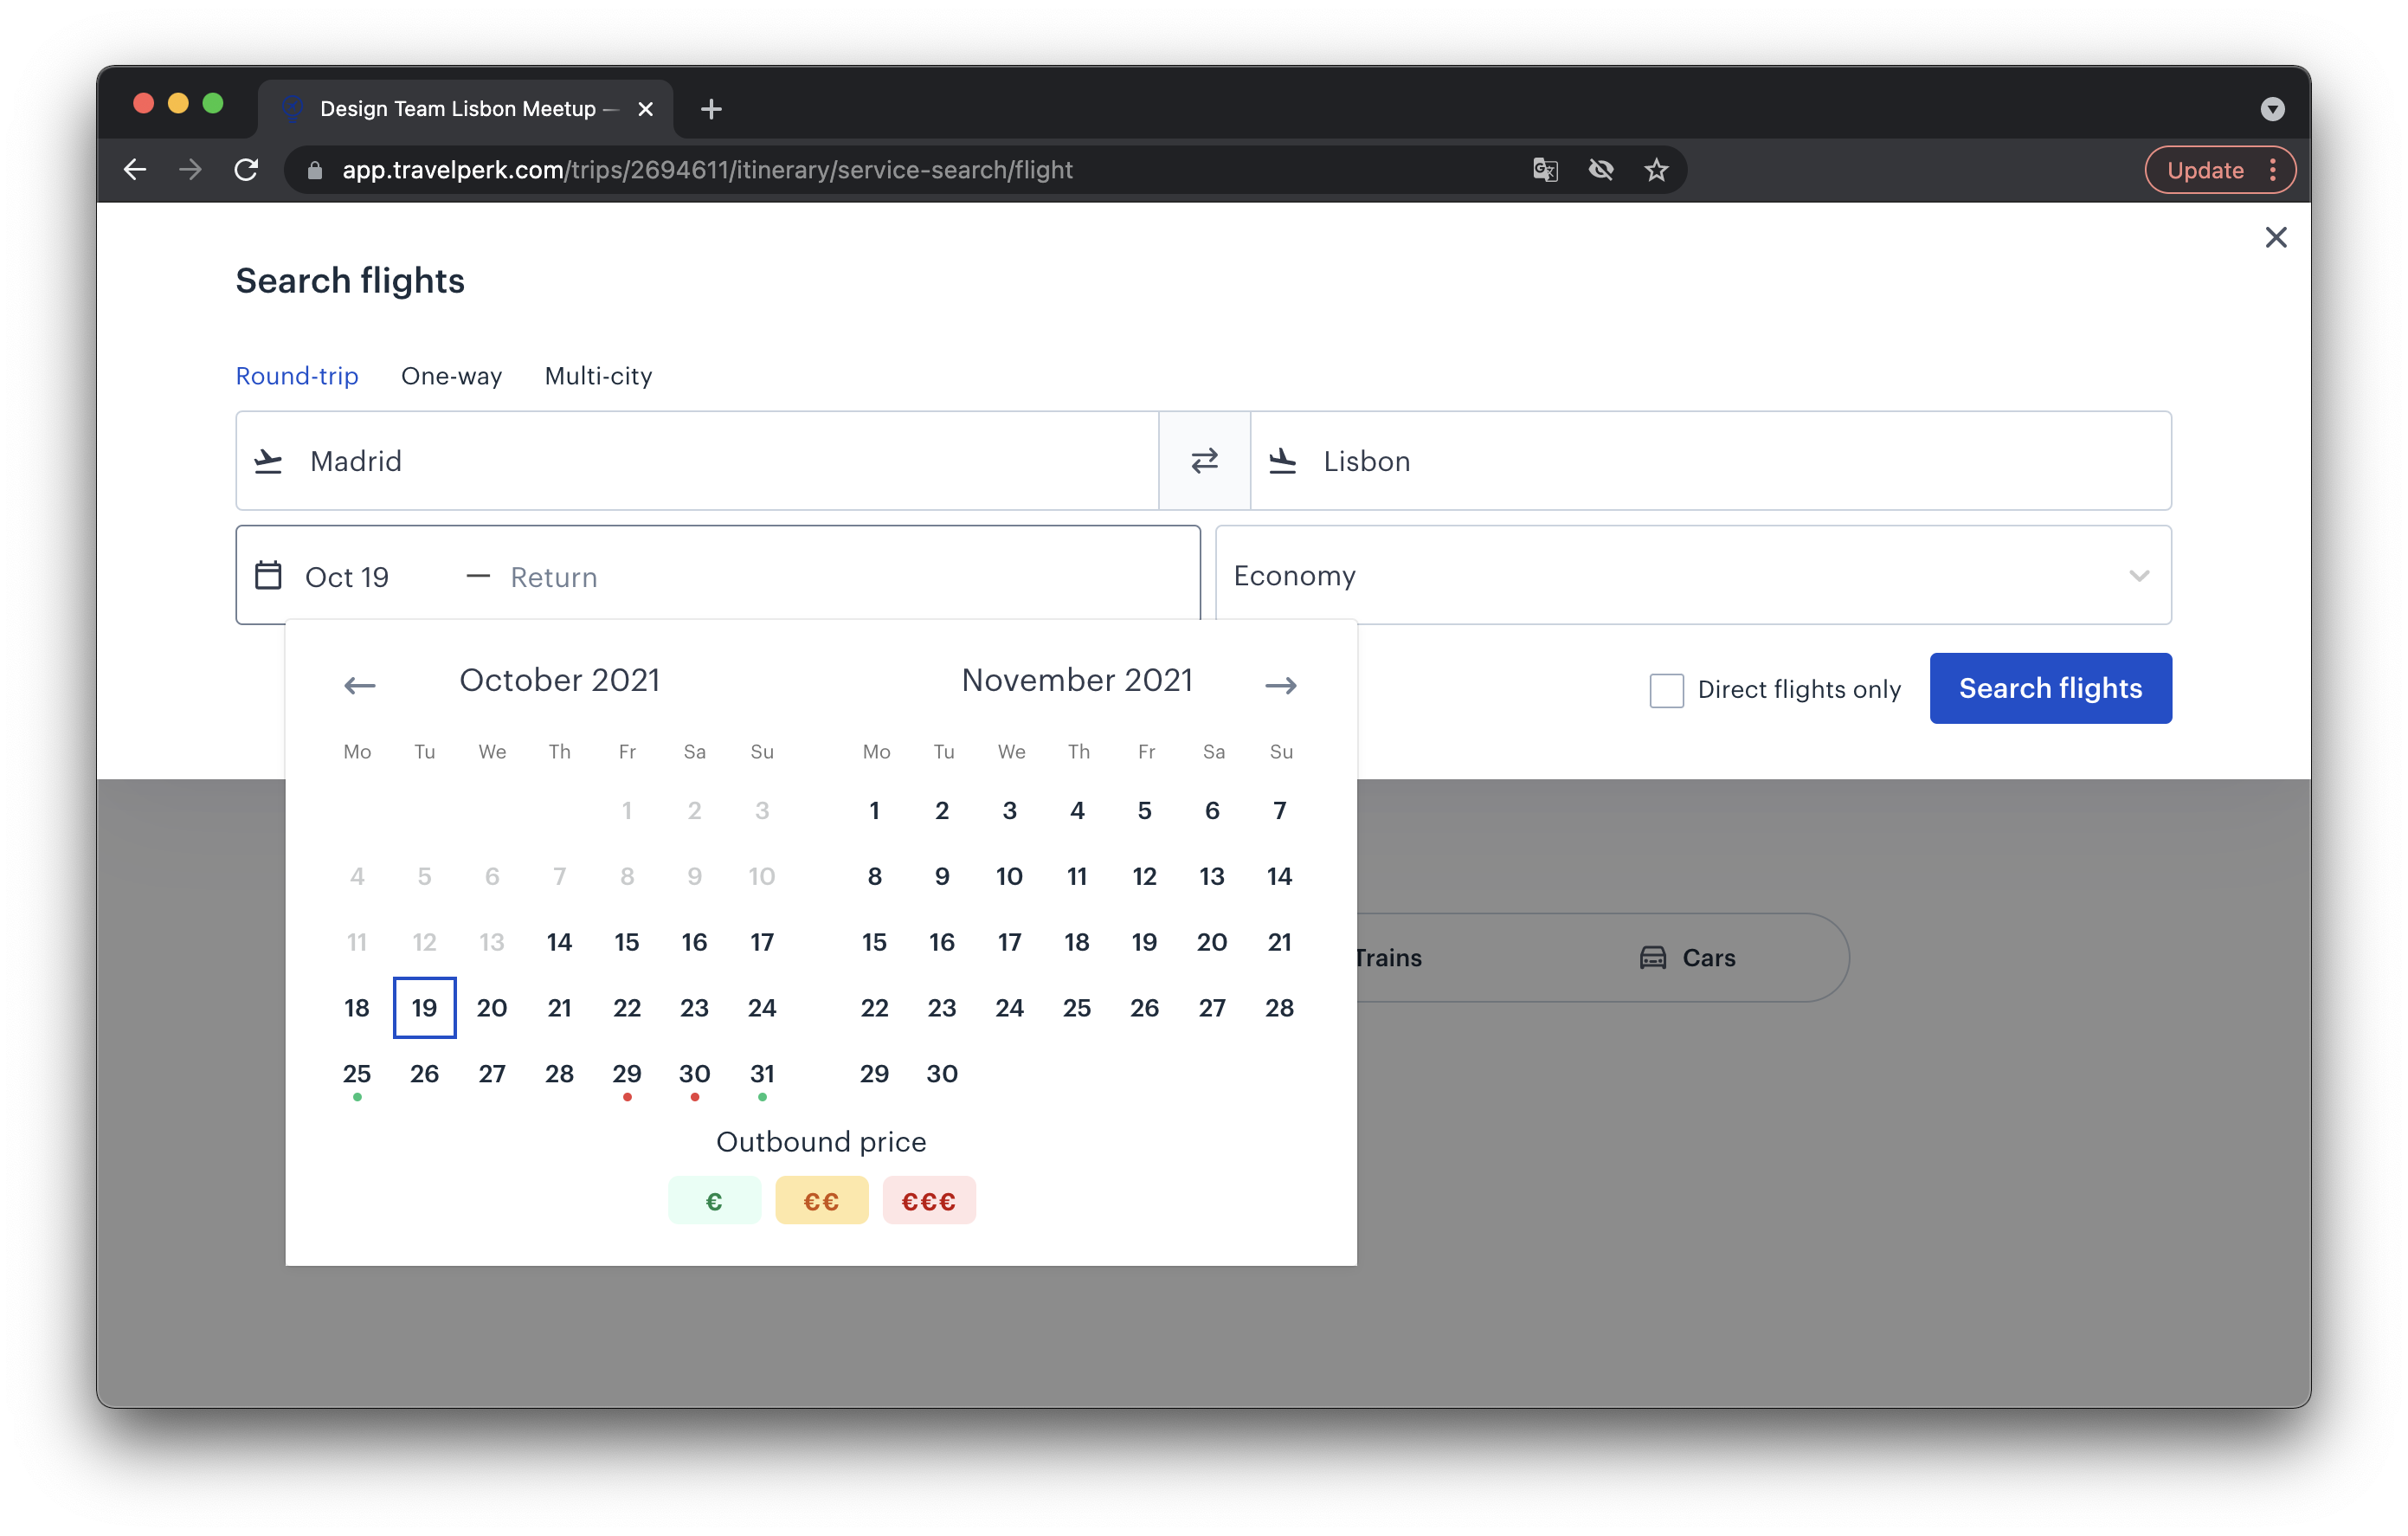 Design Team Lisbon Meetup —
app.travelperk.com/trips/2694611/itinerary/service-search/flight
Update
Search flights
Round-trip One-way Multi-city
Madrid
Lisbon
Oct 19 — Return
Economy
October 2021
November 2021
Direct flights only
Search flights
Mo Tu We Th Fr Sa Su
1 2 3
4 5 6 7 8 9 10
11 12 13 14 15 16 17
18 19 20 21 22 23 24
25 26 27 28 29 30 31
Mo Tu We Th Fr Sa Su
1 2 3 4 5 6 7
8 9 10 11 12 13 14
15 16 17 18 19 20 21
22 23 24 25 26 27 28
29 30
Trains
Cars
Outbound price
€ €€ €€€